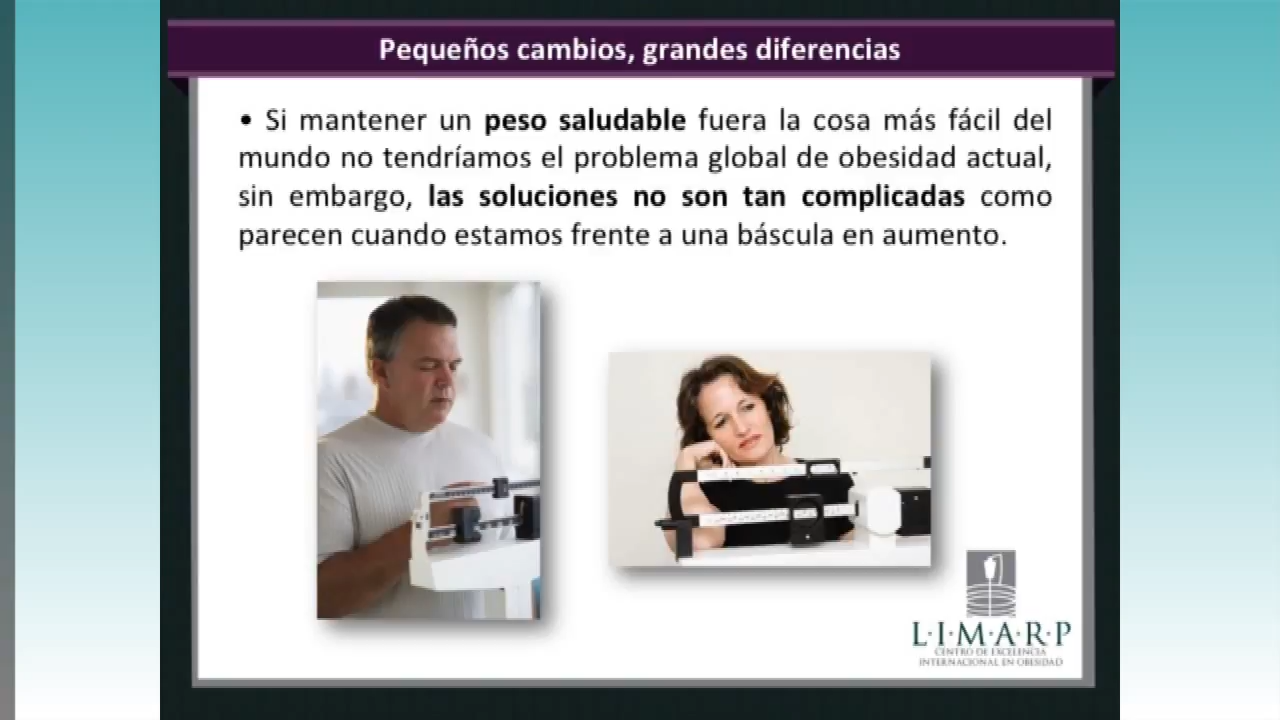 Pequeños cambios, grandes diferencias
• Si mantener un peso saludable fuera la cosa más fácil del
mundo no tendríamos el problema global de obesidad actual,
sin embargo, las soluciones no son tan complicadas como
parecen cuando estamos frente a una báscula en aumento.
L·I·M·A·R·P
CENTRO DE EXCELENCIA
INTERNACIONAL EN OBESIDAD